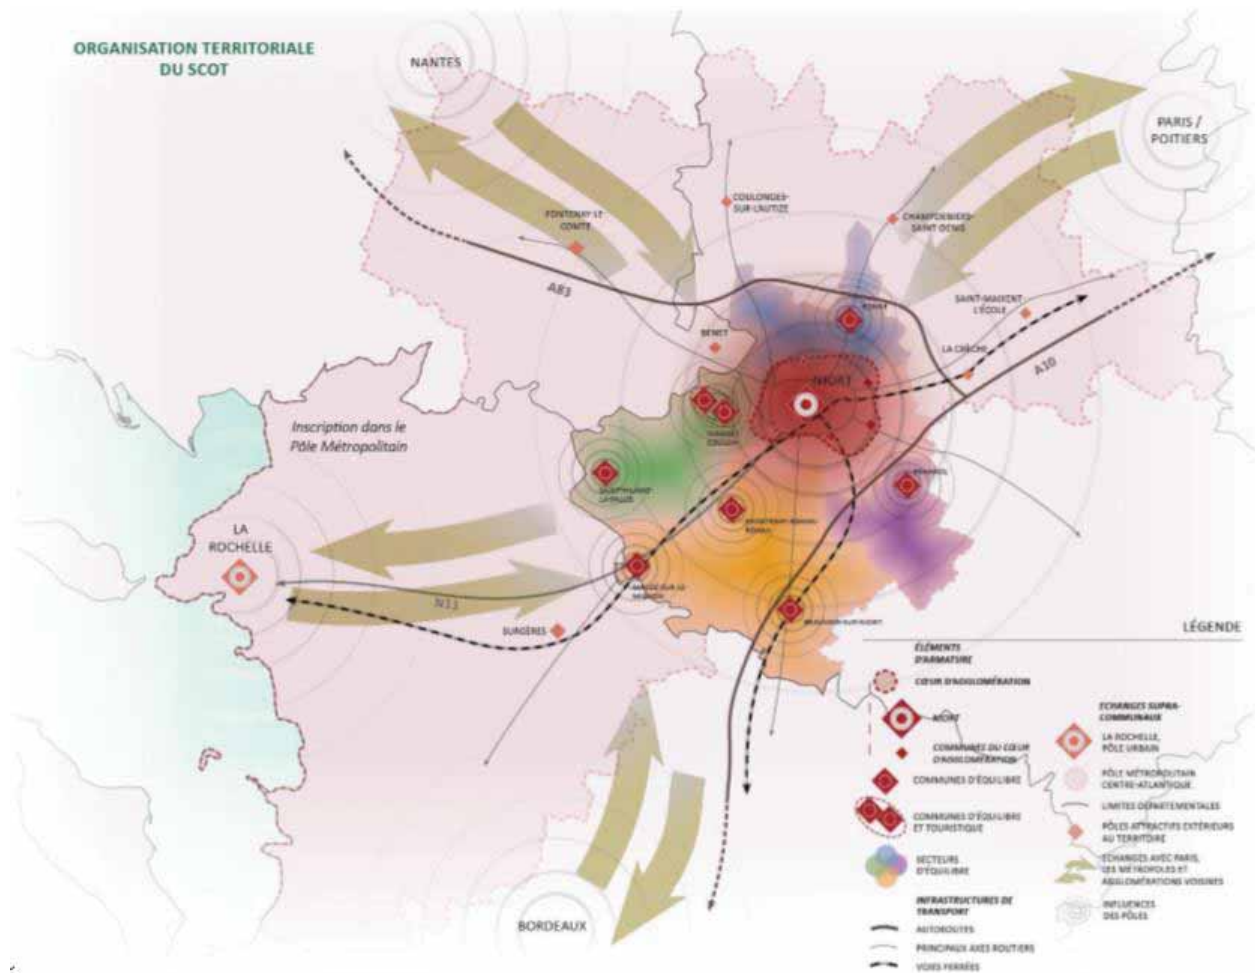 ORGANISATION TERRITORIALE
DU SCOT
NANTES
PARIS /
POITIERS
COULONGES-
SUR-L'AUTIZE
FONTENAY LE
COMTE
CHAMPDENIERS-
SAINT DENIS
A83
SAINT-MAIXENT
L'ÉCOLE
BENET
LA CRÈCHE
A10
NIORT
Inscription dans le
Pôle Métropolitain
LA
ROCHELLE
N11
SURGÈRES
BORDEAUX
LÉGENDE
ÉLÉMENTS
D'ARMATURE
CŒUR D'AGGLOMÉRATION
NIORT
COMMUNES DU CŒUR
D'AGGLOMÉRATION
COMMUNES D'ÉQUILIBRE
COMMUNES D'ÉQUILIBRE
ET TOURISTIQUE
SECTEURS
D'ÉQUILIBRE
INFRASTRUCTURES DE
TRANSPORT
AUTOROUTES
PRINCIPAUX AXES ROUTIERS
VOIES FERRÉES
ECHANGES SUPRA-
COMMUNAUX
LA ROCHELLE,
PÔLE URBAIN
PÔLE MÉTROPOLITAIN
CENTRE-ATLANTIQUE
LIMITES DÉPARTEMENTALES
PÔLES ATTRACTIFS EXTÉRIEURS
AU TERRITOIRE
ECHANGES AVEC PARIS,
LES MÉTROPOLES ET
AGGLOMÉRATIONS VOISINES
INFLUENCES
DES PÔLES